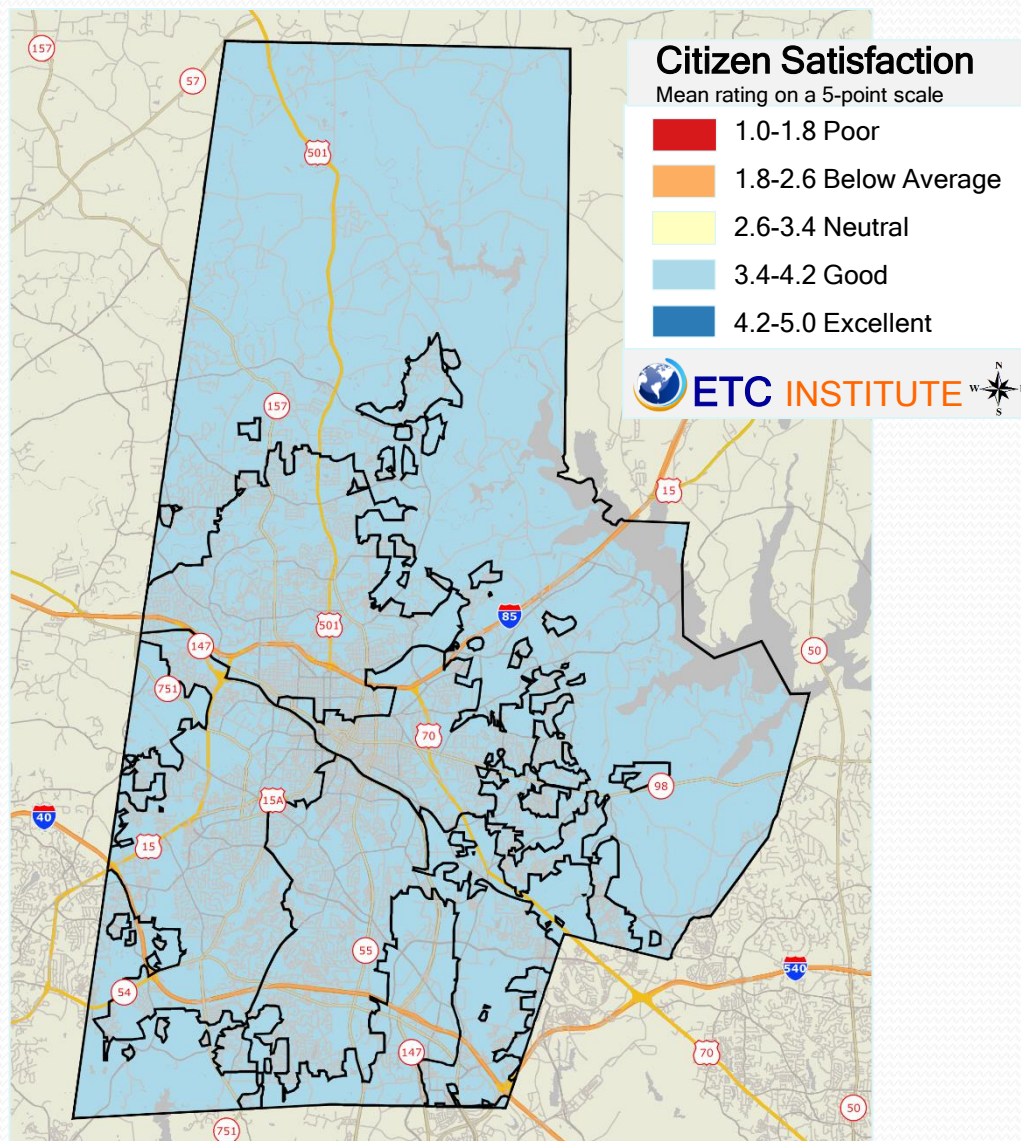 Citizen Satisfaction
Mean rating on a 5-point scale
1.0-1.8 Poor
1.8-2.6 Below Average
2.6-3.4 Neutral
3.4-4.2 Good
4.2-5.0 Excellent
ETC INSTITUTE
N
W
S
157
57
501
157
15
501
85
147
50
751
70
98
15A
40
15
55
540
54
147
70
50
751